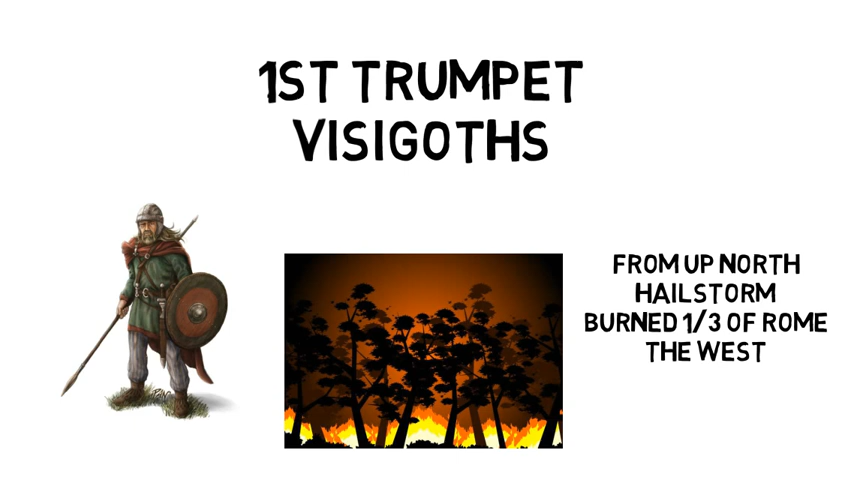 1ST TRUMPET
VISIGOTHS
FROM UP NORTH
HAILSTORM
BURNED 1/3 OF ROME
THE WEST